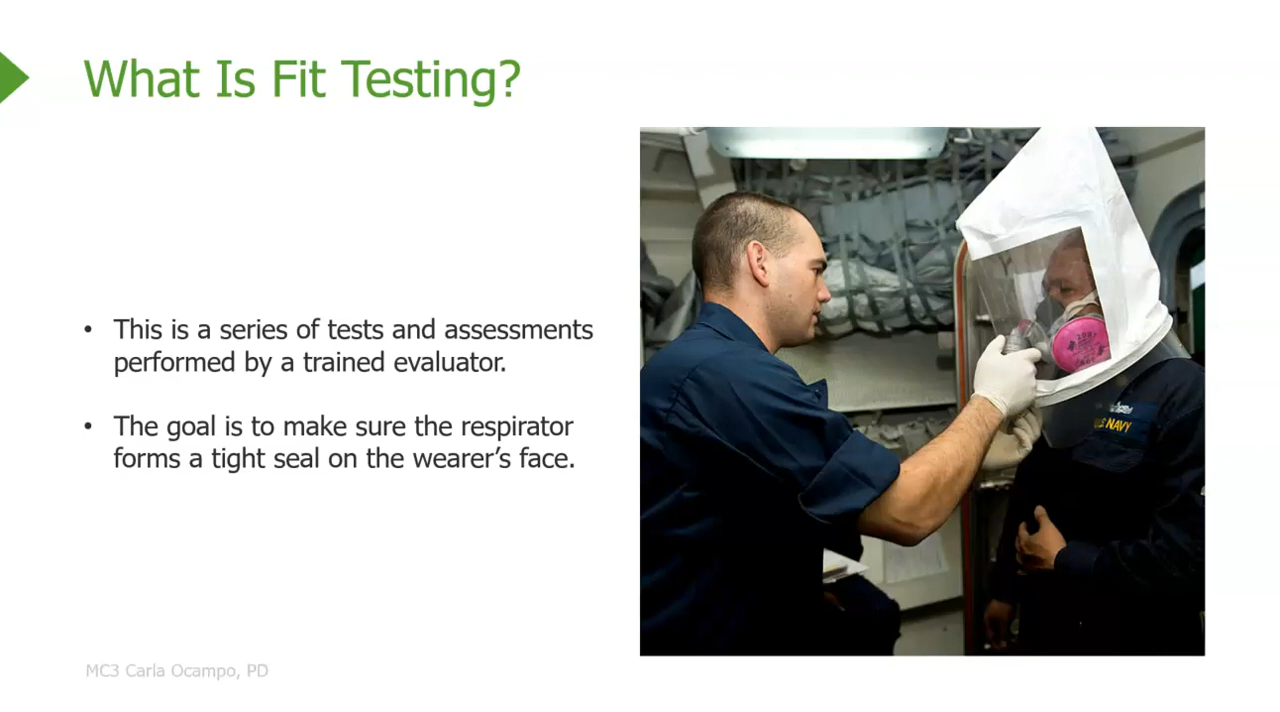 What Is Fit Testing?
• This is a series of tests and assessments
performed by a trained evaluator.
• The goal is to make sure the respirator
forms a tight seal on the wearer’s face.
U.S. NAVY
MC3 Carla Ocampo, PD